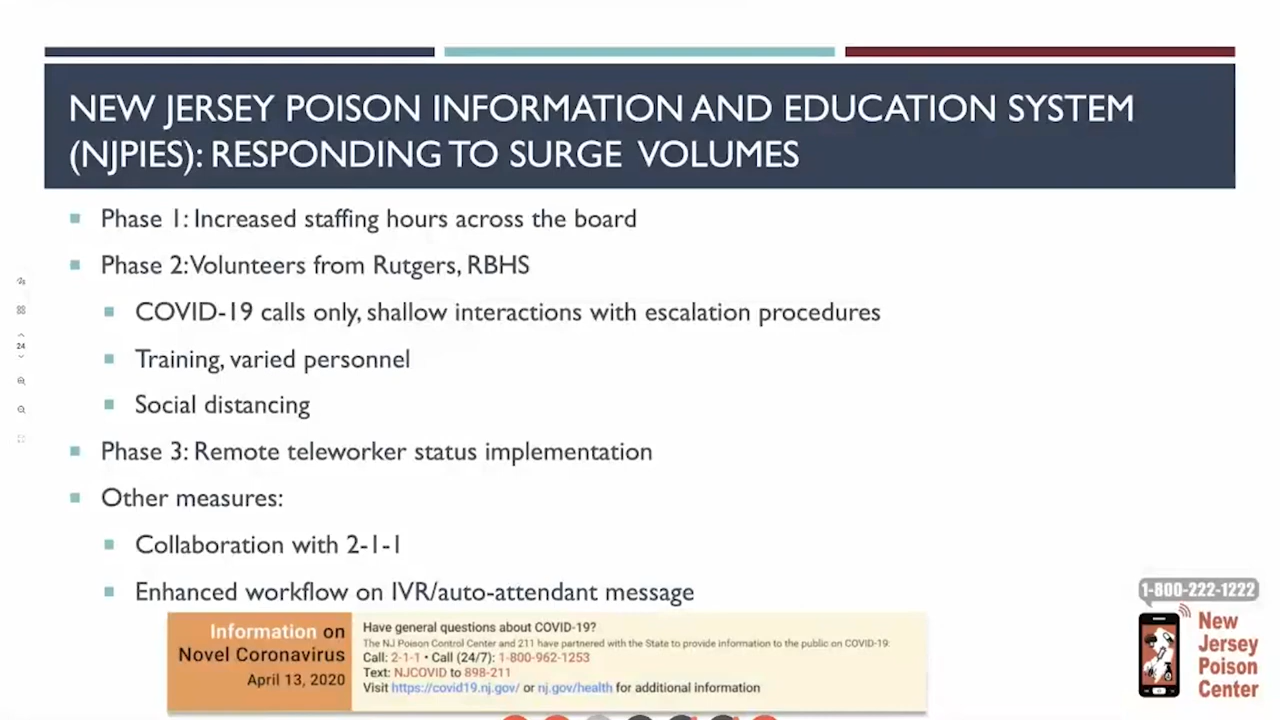 NEW JERSEY POISON INFORMATION AND EDUCATION SYSTEM
(NJPIES): RESPONDING TO SURGE VOLUMES
Phase 1: Increased staffing hours across the board
Phase 2: Volunteers from Rutgers, RBHS
COVID-19 calls only, shallow interactions with escalation procedures
Training, varied personnel
Social distancing
Phase 3: Remote teleworker status implementation
Other measures:
Collaboration with 2-1-1
Enhanced workflow on IVR/auto-attendant message
24
Information on
Novel Coronavirus
April 13, 2020
Have general questions about COVID-19?
The NJ Poison Control Center and 211 have partnered with the State to provide information to the public on COVID-19:
Call: 2-1-1 • Call (24/7): 1-800-962-1253
Text: NJCOVID to 898-211
Visit https://covid19.nj.gov/ or nj.gov/health for additional information
1-800-222-1222
New
Jersey
Poison
Center